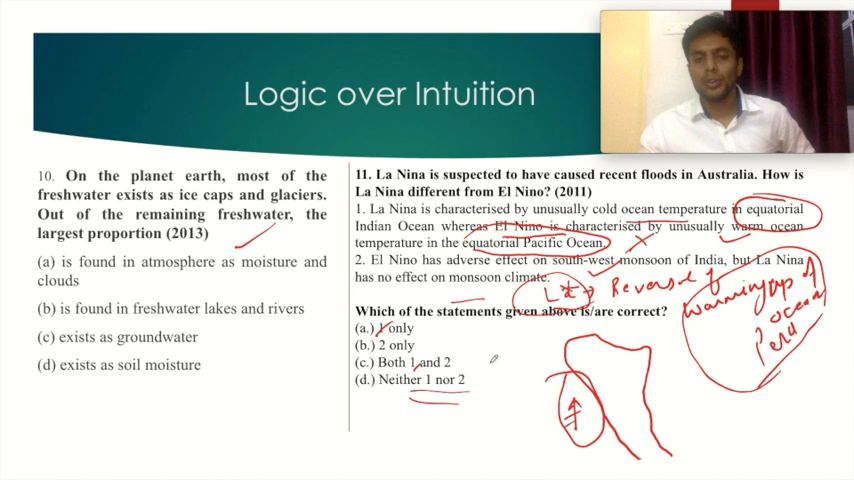 Logic over Intuition
10. On the planet earth, most of the
freshwater exists as ice caps and glaciers.
Out of the remaining freshwater, the
largest proportion (2013)
(a) is found in atmosphere as moisture and
clouds
(b) is found in freshwater lakes and rivers
(c) exists as groundwater
(d) exists as soil moisture
11. La Nina is suspected to have caused recent floods in Australia. How is
La Nina different from El Nino? (2011)
1. La Nina is characterised by unusually cold ocean temperature in equatorial
Indian Ocean whereas El Nino is characterised by unusually warm ocean
temperature in the equatorial Pacific Ocean.
2. El Nino has adverse effect on south-west monsoon of India, but La Nina
has no effect on monsoon climate.
Which of the statements given above is/are correct?
(a.) 1 only
(b.) 2 only
(c.) Both 1 and 2
(d.) Neither 1 nor 2
Reversal of
warming up of
ocean
Peru